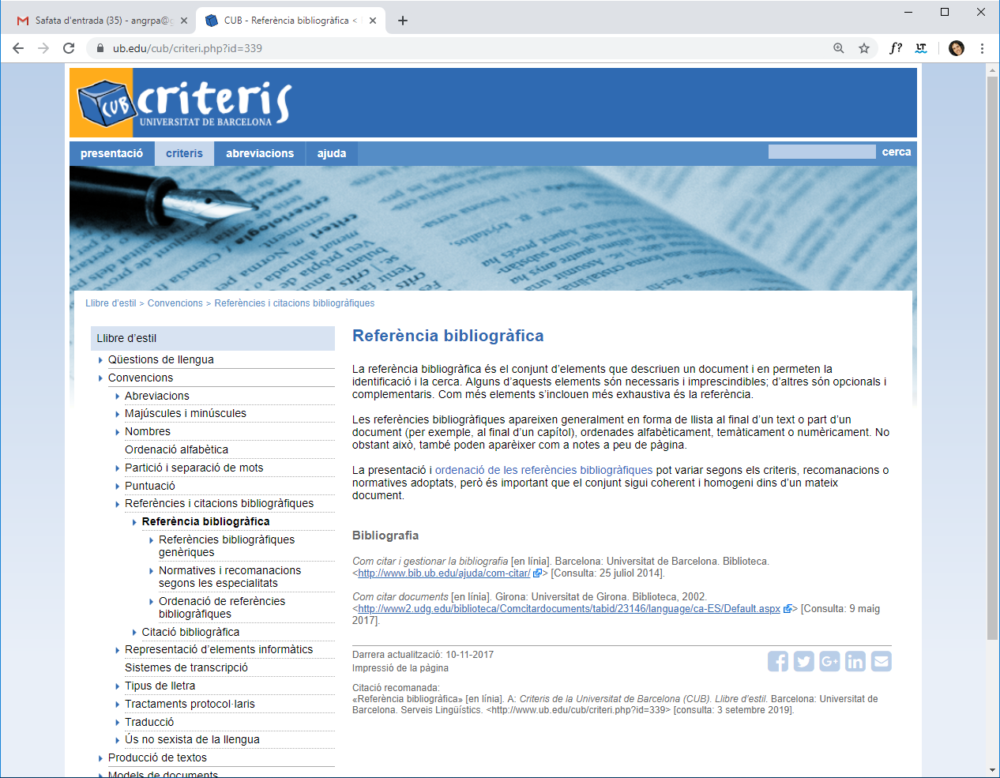 Safata d'entrada (35) - angrpa@
CUB - Referència bibliogràfica <
ub.edu/cub/criteri.php?id=339
f?
LT
CUB criteris
UNIVERSITAT DE BARCELONA
presentació criteris abreviacions ajuda cerca
criteriologia
criteri
Llibre d'estil > Convencions > Referències i citacions bibliogràfiques
Llibre d'estil
Qüestions de llengua
Convencions
Abreviacions
Majúscules i minúscules
Nombres
Ordenació alfabètica
Partició i separació de mots
Puntuació
Referències i citacions bibliogràfiques
Referència bibliogràfica
Referències bibliogràfiques
genèriques
Normatives i recomanacions
segons les especialitats
Ordenació de referències
bibliogràfiques
Citació bibliogràfica
Representació d'elements informàtics
Sistemes de transcripció
Tipus de lletra
Tractaments protocol·laris
Traducció
Ús no sexista de la llengua
Producció de textos
Models de documents
Referència bibliogràfica
La referència bibliogràfica és el conjunt d'elements que descriuen un document i en permeten la
identificació i la cerca. Alguns d'aquests elements són necessaris i imprescindibles; d'altres són opcionals i
complementaris. Com més elements s'inclouen més exhaustiva és la referència.
Les referències bibliogràfiques apareixen generalment en forma de llista al final d'un text o part d'un
document (per exemple, al final d'un capítol), ordenades alfabèticament, temàticament o numèricament. No
obstant això, també poden aparèixer com a notes a peu de pàgina.
La presentació i ordenació de les referències bibliogràfiques pot variar segons els criteris, recomanacions o
normatives adoptats, però és important que el conjunt sigui coherent i homogeni dins d'un mateix
document.
Bibliografia
Com citar i gestionar la bibliografia [en línia]. Barcelona: Universitat de Barcelona. Biblioteca.
<http://www.bib.ub.edu/ajuda/com-citar/> [Consulta: 25 juliol 2014].
Com citar documents [en línia]. Girona: Universitat de Girona. Biblioteca, 2002.
<http://www2.udg.edu/biblioteca/Comcitardocuments/tabid/23146/language/ca-ES/Default.aspx> [Consulta: 9 maig
2017].
Darrera actualització: 10-11-2017
Impressió de la pàgina
Citació recomanada:
«Referència bibliogràfica» [en línia]. A: Criteris de la Universitat de Barcelona (CUB). Llibre d'estil. Barcelona: Universitat de
Barcelona. Serveis Lingüístics. <http://www.ub.edu/cub/criteri.php?id=339> [consulta: 3 setembre 2019].